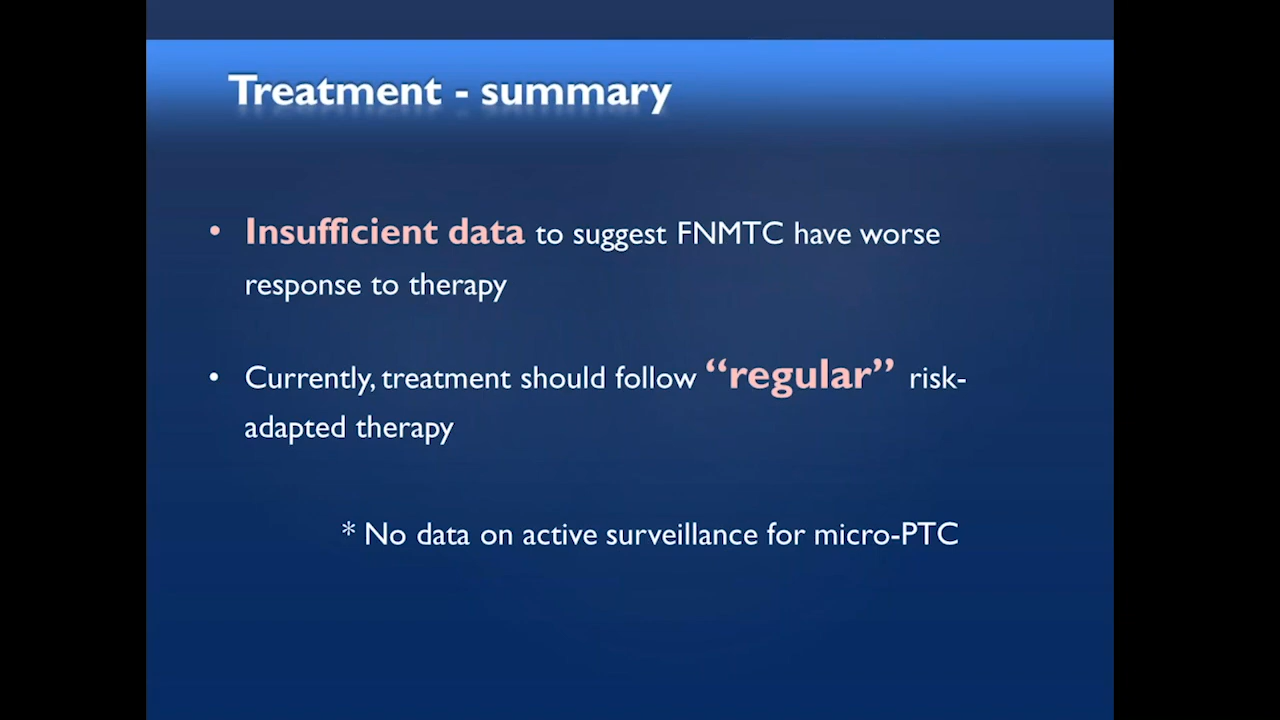 Treatment - summary
• Insufficient data to suggest FNMTC have worse
response to therapy
• Currently, treatment should follow “regular” risk-
adapted therapy
* No data on active surveillance for micro-PTC